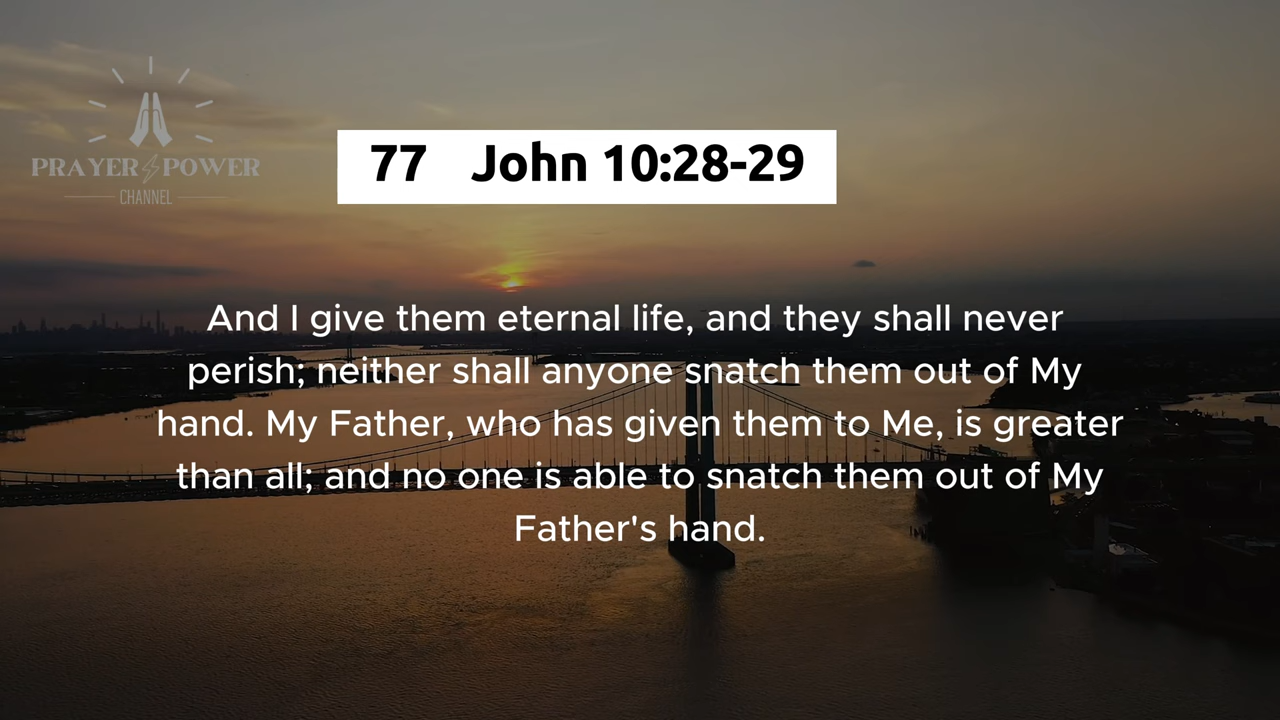 PRAYER POWER
CHANNEL
77 John 10:28-29
And I give them eternal life, and they shall never
perish; neither shall anyone snatch them out of My
hand. My Father, who has given them to Me, is greater
than all; and no one is able to snatch them out of My
Father's hand.